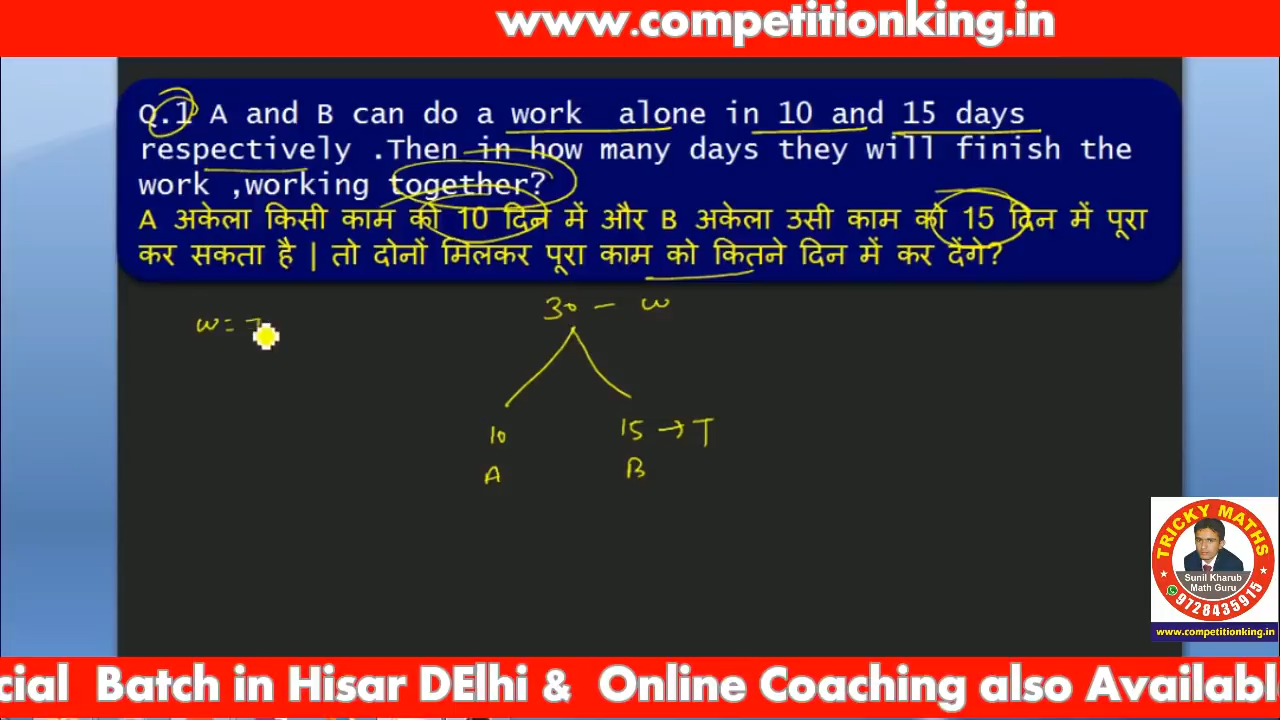 www.competitionking.in
Q.1 A and B can do a work alone in 10 and 15 days
respectively .Then in how many days they will finish the
work ,working together?
A अकेला किसी काम को 10 दिन में और B अकेला उसी काम को 15 दिन में पूरा
कर सकता है | तो दोनों मिलकर पूरा काम को कितने दिन में कर देंगे?
30 - w
w =
10 15 → T
A B
TRICKY MATHS
Sunil Kharub
Math Guru
9728435915
www.competitionking.in
cial Batch in Hisar DElhi & Online Coaching also Availabl